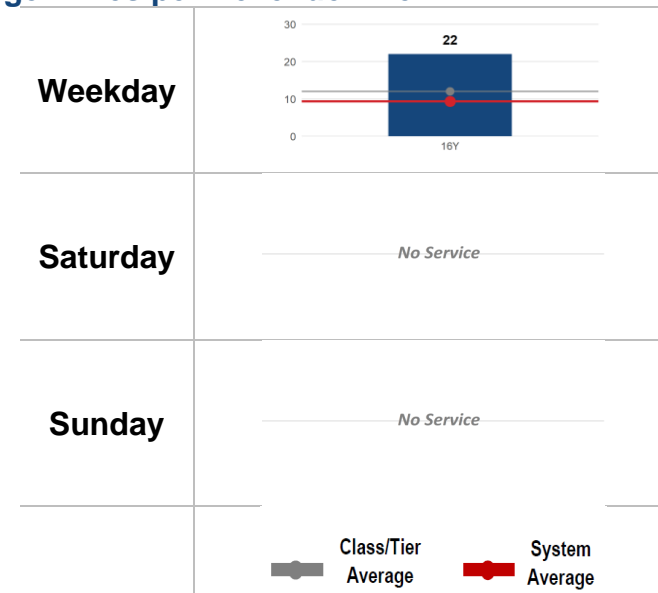 Weekday
30
22
20
10
0
16Y
Saturday
No Service
Sunday
No Service
Class/Tier
Average
System
Average